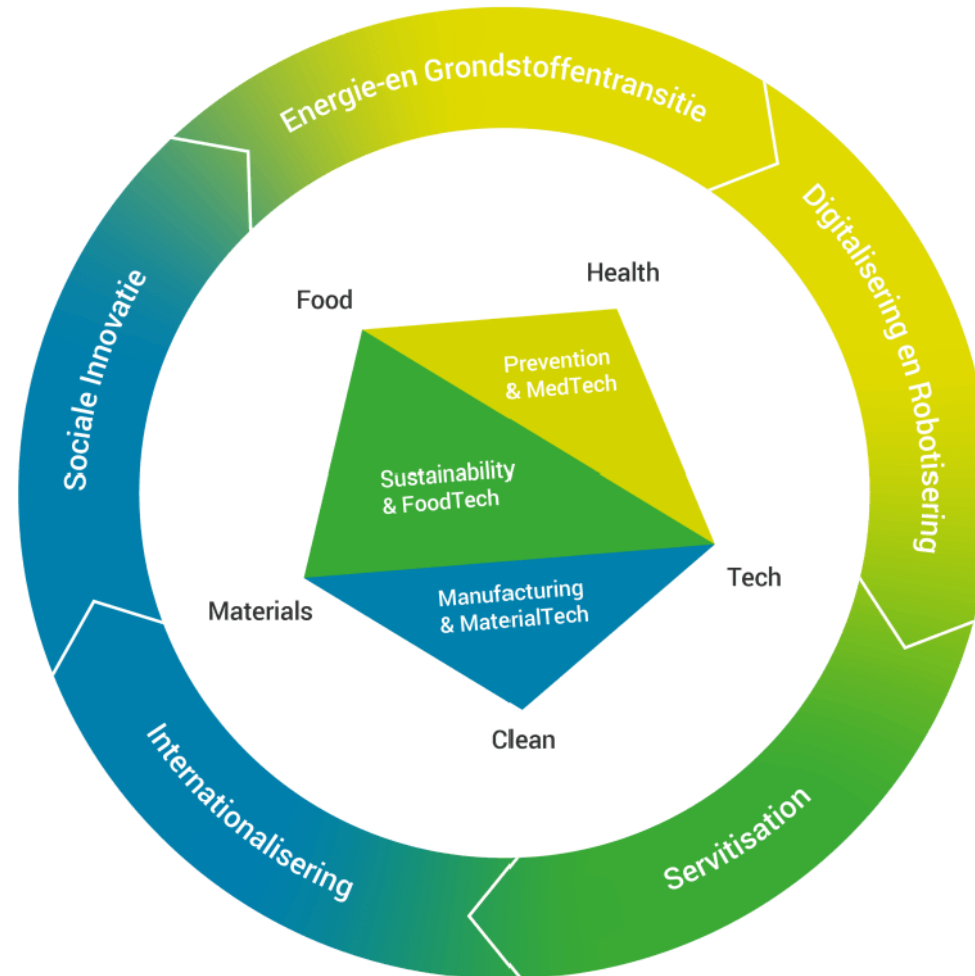 Energie-en Grondstoffentransitie
Digitalisering en Robotisering
Servitisation
Internationalisering
Sociale Innovatie
Food
Health
Prevention
& MedTech
Sustainability
& FoodTech
Tech
Materials
Manufacturing
& MaterialTech
Clean